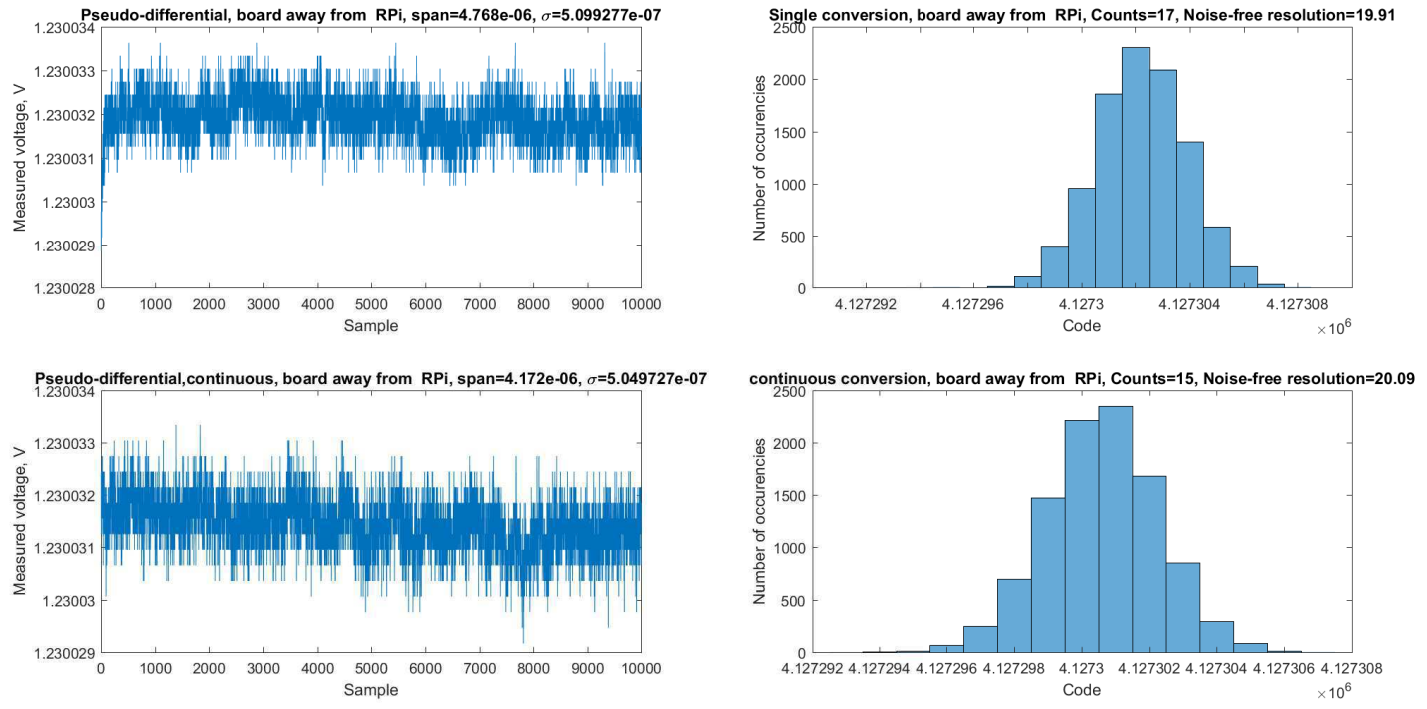 Pseudo-differential, board away from  RPi, span=4.768e-06, σ=5.099277e-07
1.230034
1.230033
1.230032
1.230031
1.23003
1.230029
1.230028
Measured voltage, V
0 1000 2000 3000 4000 5000 6000 7000 8000 9000 10000
Sample
Single conversion, board away from  RPi, Counts=17, Noise-free resolution=19.91
2500
2000
1500
1000
500
0
Number of occurencies
4.127292 4.127296 4.1273 4.127304 4.127308
×10⁶
Code
Pseudo-differential,continuous, board away from  RPi, span=4.172e-06, σ=5.049727e-07
1.230034
1.230033
1.230032
1.230031
1.23003
1.230029
Measured voltage, V
0 1000 2000 3000 4000 5000 6000 7000 8000 9000 10000
Sample
continuous conversion, board away from  RPi, Counts=15, Noise-free resolution=20.09
2500
2000
1500
1000
500
0
Number of occurencies
4.127292 4.127294 4.127296 4.127298 4.1273 4.127302 4.127304 4.127306 4.127308
×10⁶
Code